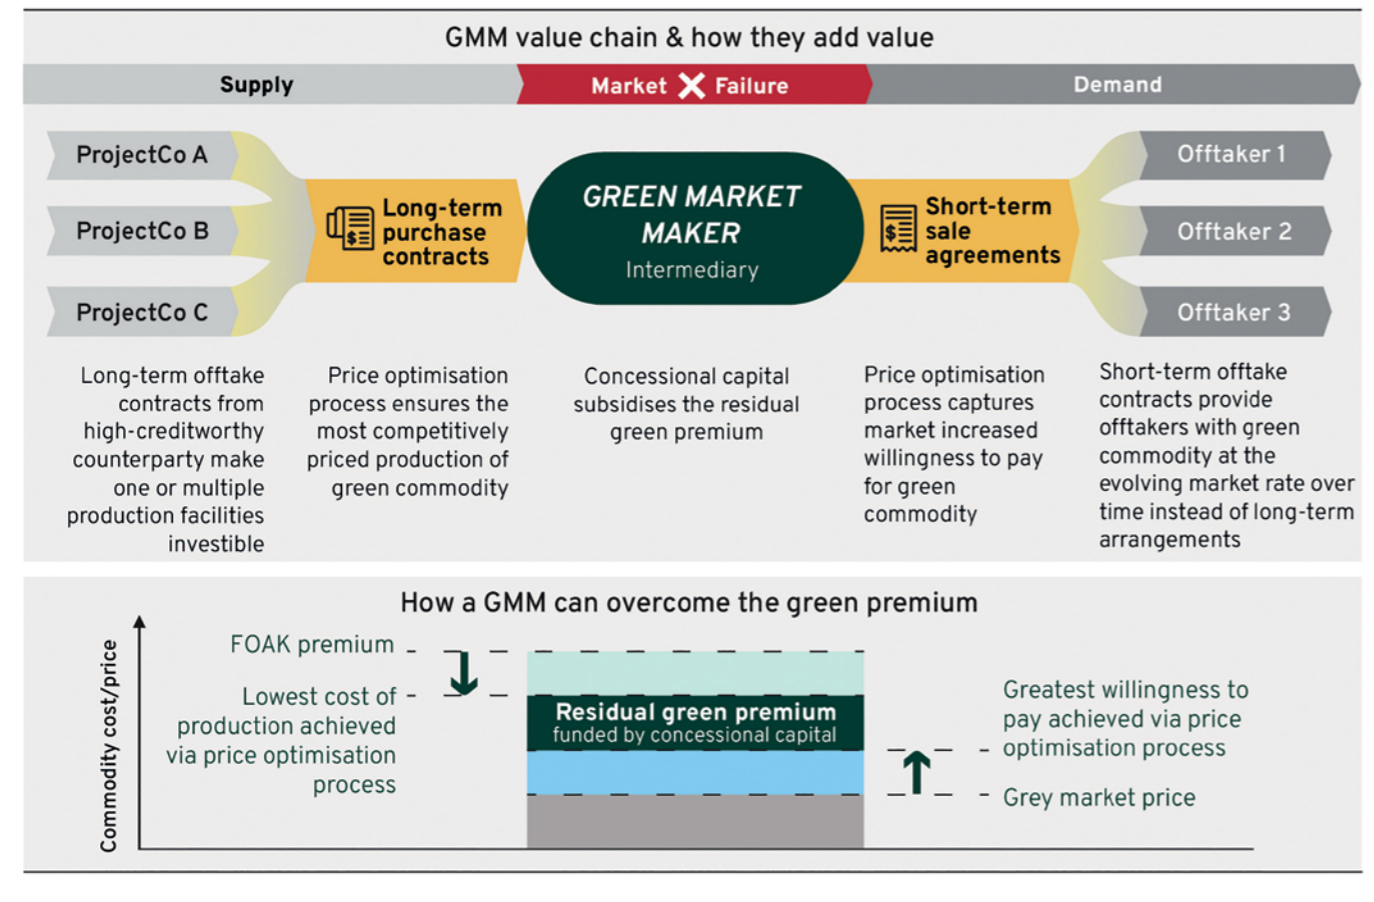 GMM value chain & how they add value
Supply
Market Failure
Demand
ProjectCo A
ProjectCo B
ProjectCo C
Long-term
purchase
contracts
GREEN MARKET
MAKER
Intermediary
Short-term
sale
agreements
Offtaker 1
Offtaker 2
Offtaker 3
Long-term offtake
contracts from
high-creditworthy
counterparty make
one or multiple
production facilities
investible
Price optimisation
process ensures the
most competitively
priced production of
green commodity
Concessional capital
subsidises the residual
green premium
Price optimisation
process captures
market increased
willingness to pay
for green
commodity
Short-term offtake
contracts provide
offtakers with green
commodity at the
evolving market rate over
time instead of long-term
arrangements
How a GMM can overcome the green premium
Commodity cost/price
FOAK premium
Lowest cost of
production achieved
via price optimisation
process
Residual green premium
funded by concessional capital
Greatest willingness to
pay achieved via price
optimisation process
Grey market price